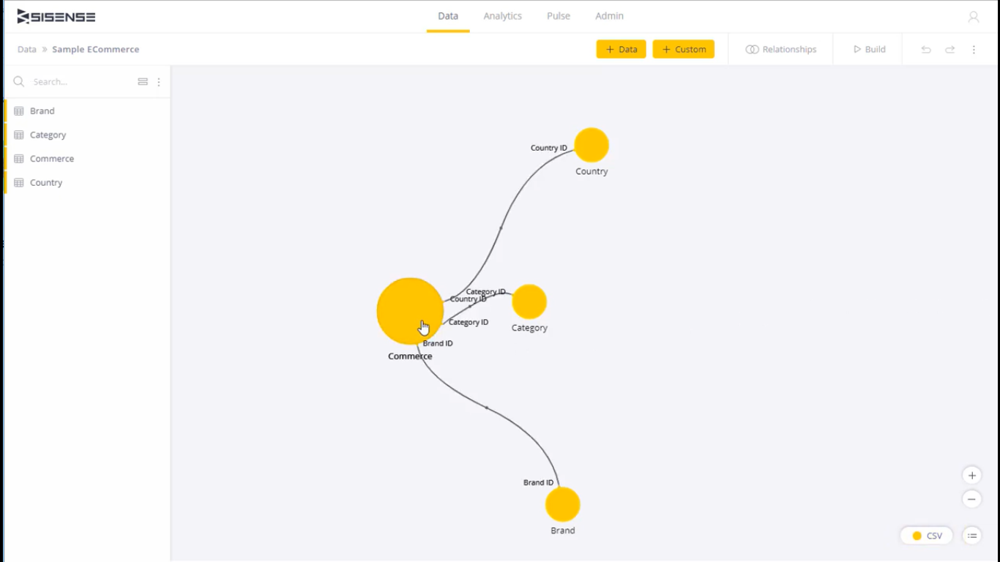 SISENSE
Data Analytics Pulse Admin
Data » Sample ECommerce
+ Data + Custom Relationships Build
Search...
Brand
Category
Commerce
Country
Country ID
Country
Category ID
Country ID
Category ID
Category
Brand ID
Commerce
Brand ID
Brand
CSV